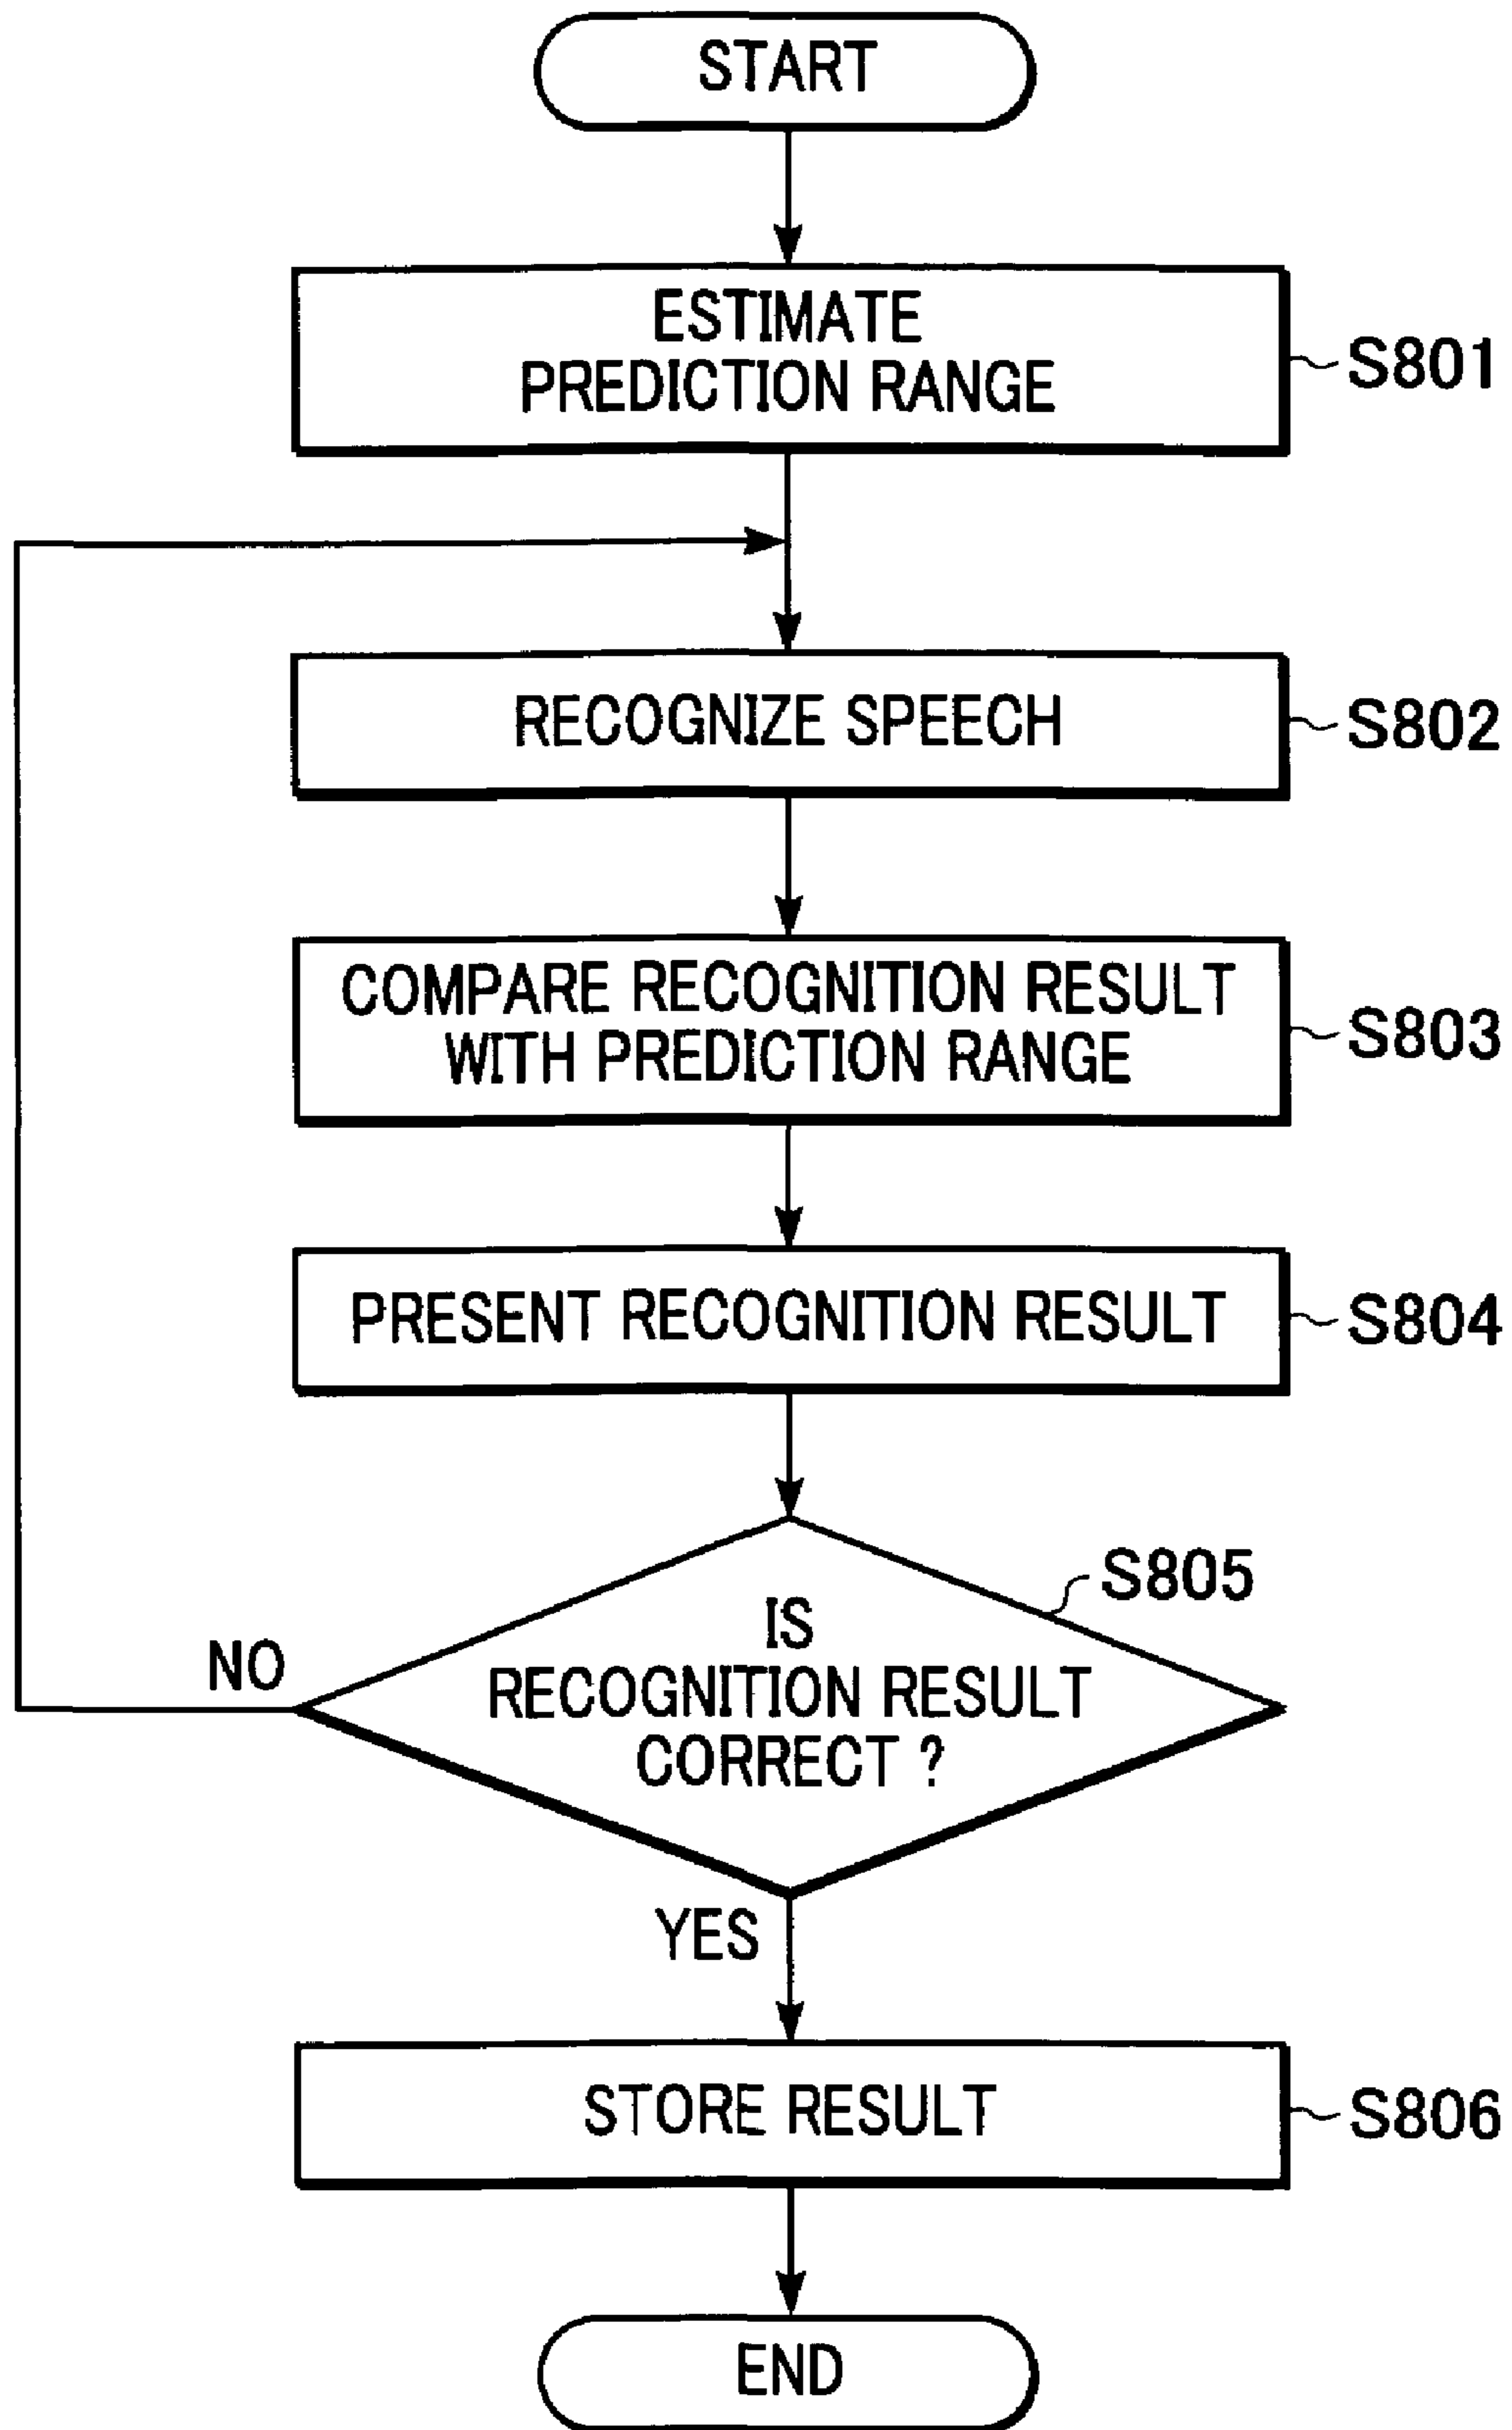 START
ESTIMATE
PREDICTION RANGE
S801
RECOGNIZE SPEECH
S802
COMPARE RECOGNITION RESULT
WITH PREDICTION RANGE
S803
PRESENT RECOGNITION RESULT
S804
S805
IS
RECOGNITION RESULT
CORRECT ?
NO
YES
STORE RESULT
S806
END